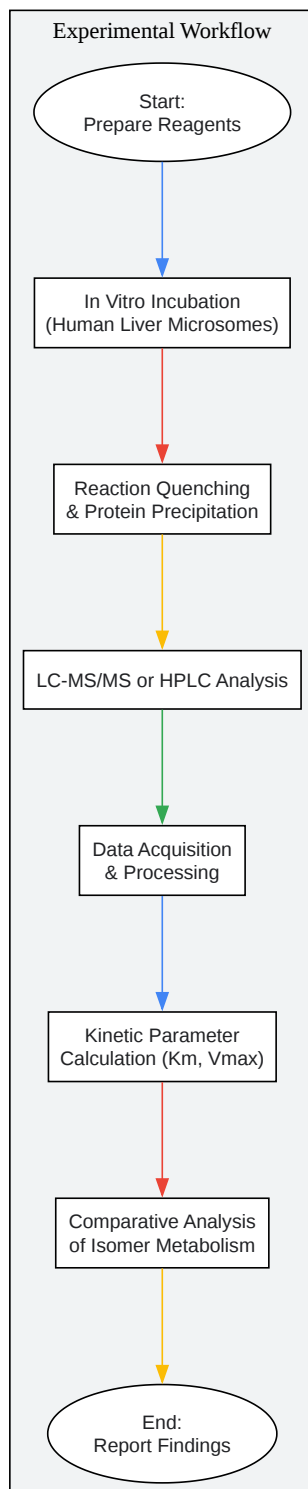 Experimental Workflow
Start:
Prepare Reagents
In Vitro Incubation
(Human Liver Microsomes)
Reaction Quenching
& Protein Precipitation
LC-MS/MS or HPLC Analysis
Data Acquisition
& Processing
Kinetic Parameter
Calculation (Km, Vmax)
Comparative Analysis
of Isomer Metabolism
End:
Report Findings